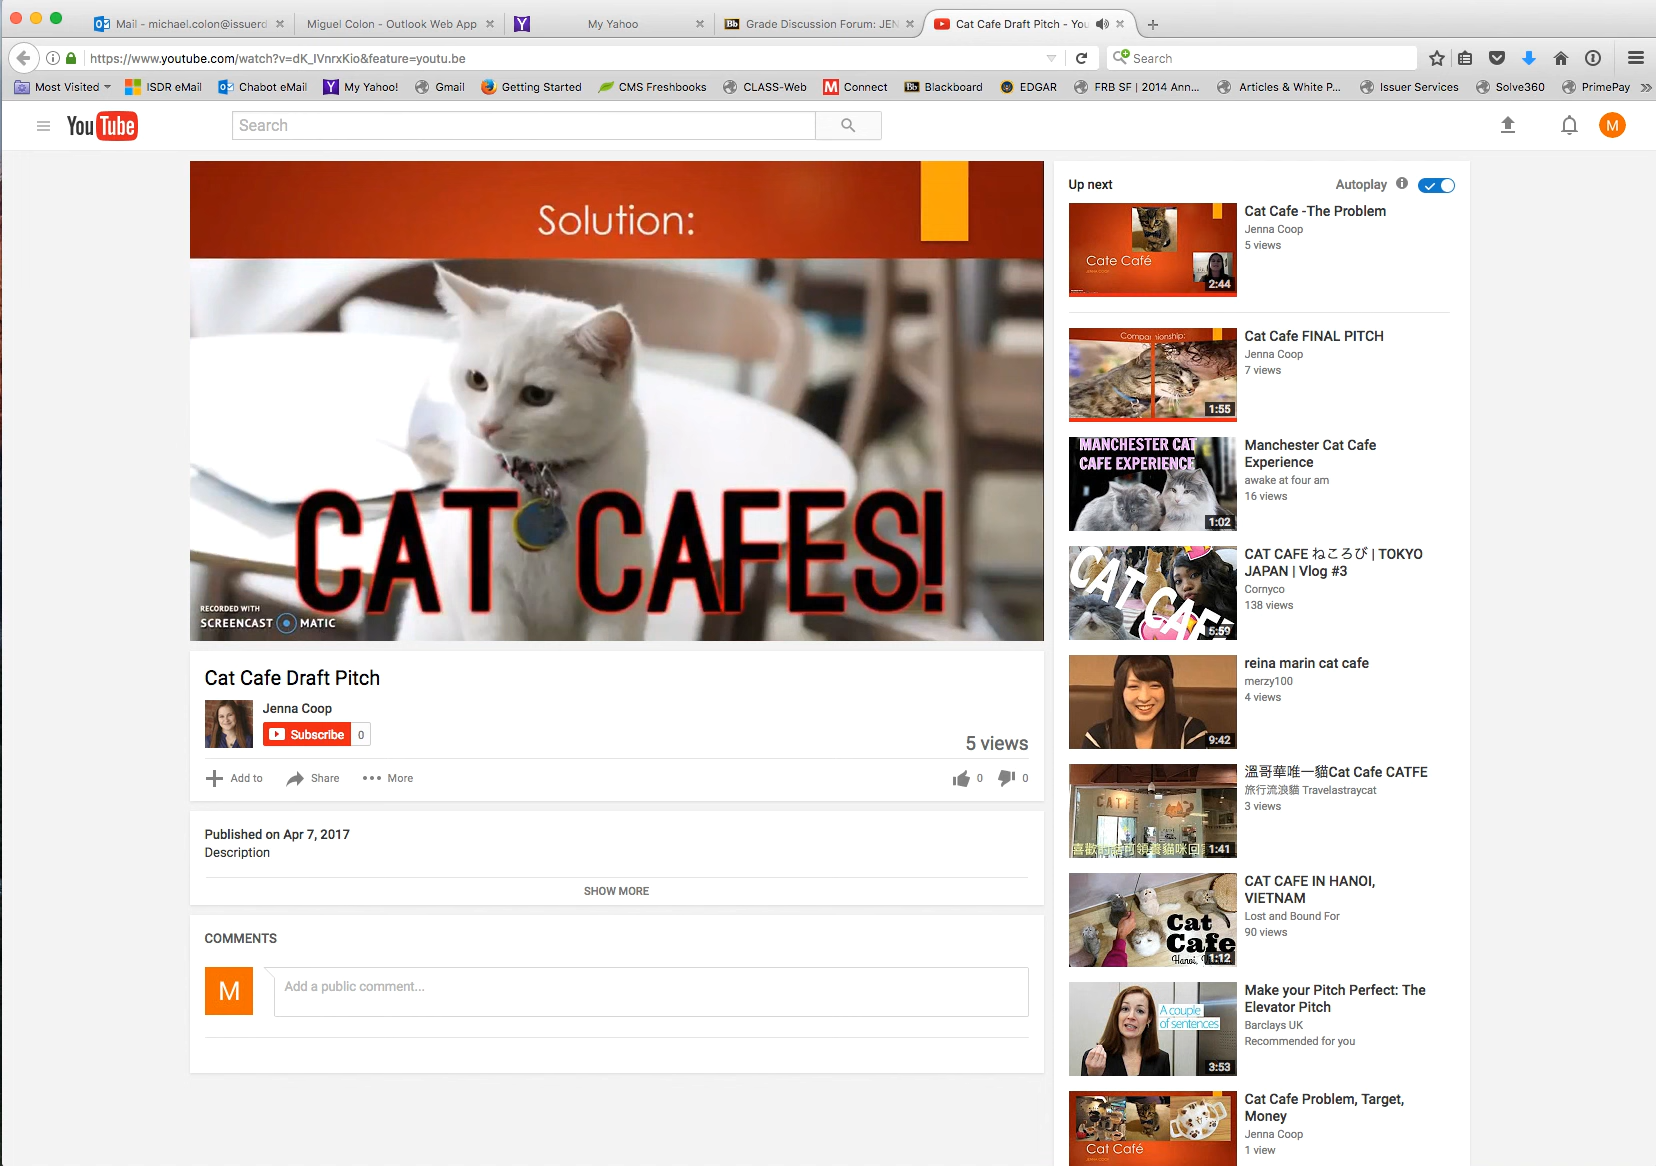 Mail - michael.colon@issuerd
Miguel Colon - Outlook Web App
My Yahoo
Grade Discussion Forum: JEN
Cat Cafe Draft Pitch - You
https://www.youtube.com/watch?v=dK_IVnrxKio&feature=youtu.be
Search
Most Visited
ISDR eMail
Chabot eMail
My Yahoo!
Gmail
Getting Started
CMS Freshbooks
CLASS-Web
Connect
Blackboard
EDGAR
FRB SF | 2014 Ann...
Articles & White P...
Issuer Services
Solve360
PrimePay
YouTube
Search
M
Solution:
CAT CAFES!
RECORDED WITH
SCREENCAST MATIC
Cat Cafe Draft Pitch
Jenna Coop
Subscribe 0
5 views
Add to Share More
0 0
Published on Apr 7, 2017
Description
SHOW MORE
COMMENTS
M
Add a public comment...
Up next
Autoplay
Cate Café
2:44
Cat Cafe -The Problem
Jenna Coop
5 views
Companionship:
1:55
Cat Cafe FINAL PITCH
Jenna Coop
7 views
MANCHESTER CAT
CAFE EXPERIENCE
1:02
Manchester Cat Cafe
Experience
awake at four am
16 views
CAT CAFE
5:59
CAT CAFE ねころび | TOKYO
JAPAN | Vlog #3
Cornyco
138 views
9:42
reina marin cat cafe
merzy100
4 views
CATFE
1:41
溫哥華唯一貓Cat Cafe CATFE
旅行流浪貓 Travelastraycat
3 views
Cat
Cafe
Hanoi,
1:12
CAT CAFE IN HANOI,
VIETNAM
Lost and Bound For
90 views
A couple
of sentences
3:53
Make your Pitch Perfect: The
Elevator Pitch
Barclays UK
Recommended for you
Cat Café
Cat Cafe Problem, Target,
Money
Jenna Coop
1 view